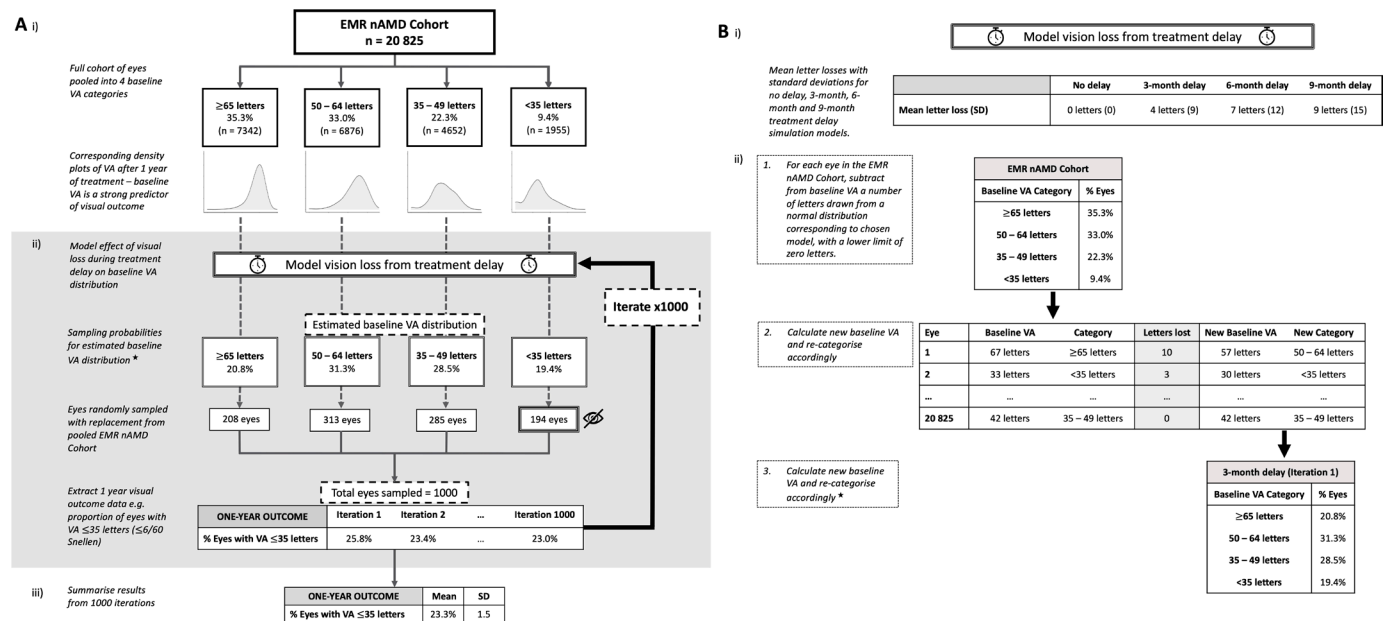 A i)
EMR nAMD Cohort
n = 20 825
Full cohort of eyes
pooled into 4 baseline
VA categories
≥65 letters
35.3%
(n = 7342)
50 – 64 letters
33.0%
(n = 6876)
35 – 49 letters
22.3%
(n = 4652)
<35 letters
9.4%
(n = 1955)
Corresponding density
plots of VA after 1 year
of treatment – baseline
VA is a strong predictor
of visual outcome
ii)
Model effect of visual
loss during treatment
delay on baseline VA
distribution
Model vision loss from treatment delay
Iterate x1000
Estimated baseline VA distribution
Sampling probabilities
for estimated baseline
VA distribution ★
≥65 letters
20.8%
50 – 64 letters
31.3%
35 – 49 letters
28.5%
<35 letters
19.4%
Eyes randomly sampled
with replacement from
pooled EMR nAMD
Cohort
208 eyes
313 eyes
285 eyes
194 eyes
Total eyes sampled = 1000
Extract 1 year visual
outcome data e.g.
proportion of eyes with
VA ≤35 letters (≤6/60
Snellen)
ONE-YEAR OUTCOME Iteration 1 Iteration 2 ... Iteration 1000
% Eyes with VA ≤35 letters 25.8% 23.4% ... 23.0%
iii)
Summarise results
from 1000 iterations
ONE-YEAR OUTCOME Mean SD
% Eyes with VA ≤35 letters 23.3% 1.5
B i)
Model vision loss from treatment delay
Mean letter losses with
standard deviations for
no delay, 3-month, 6-
month and 9-month
treatment delay
simulation models.
No delay 3-month delay 6-month delay 9-month delay
Mean letter loss (SD) 0 letters (0) 4 letters (9) 7 letters (12) 9 letters (15)
ii)
1. For each eye in the EMR
nAMD Cohort, subtract
from baseline VA a number
of letters drawn from a
normal distribution
corresponding to chosen
model, with a lower limit of
zero letters.
EMR nAMD Cohort
Baseline VA Category % Eyes
≥65 letters 35.3%
50 – 64 letters 33.0%
35 – 49 letters 22.3%
<35 letters 9.4%
2. Calculate new baseline VA
and re-categorise
accordingly
Eye Baseline VA Category Letters lost New Baseline VA New Category
1 67 letters ≥65 letters 10 57 letters 50 – 64 letters
2 33 letters <35 letters 3 30 letters <35 letters
... ... ... ... ... ...
20 825 42 letters 35 – 49 letters 0 42 letters 35 – 49 letters
3. Calculate new baseline
VA and re-categorise
accordingly ★
3-month delay (Iteration 1)
Baseline VA Category % Eyes
≥65 letters 20.8%
50 – 64 letters 31.3%
35 – 49 letters 28.5%
<35 letters 19.4%